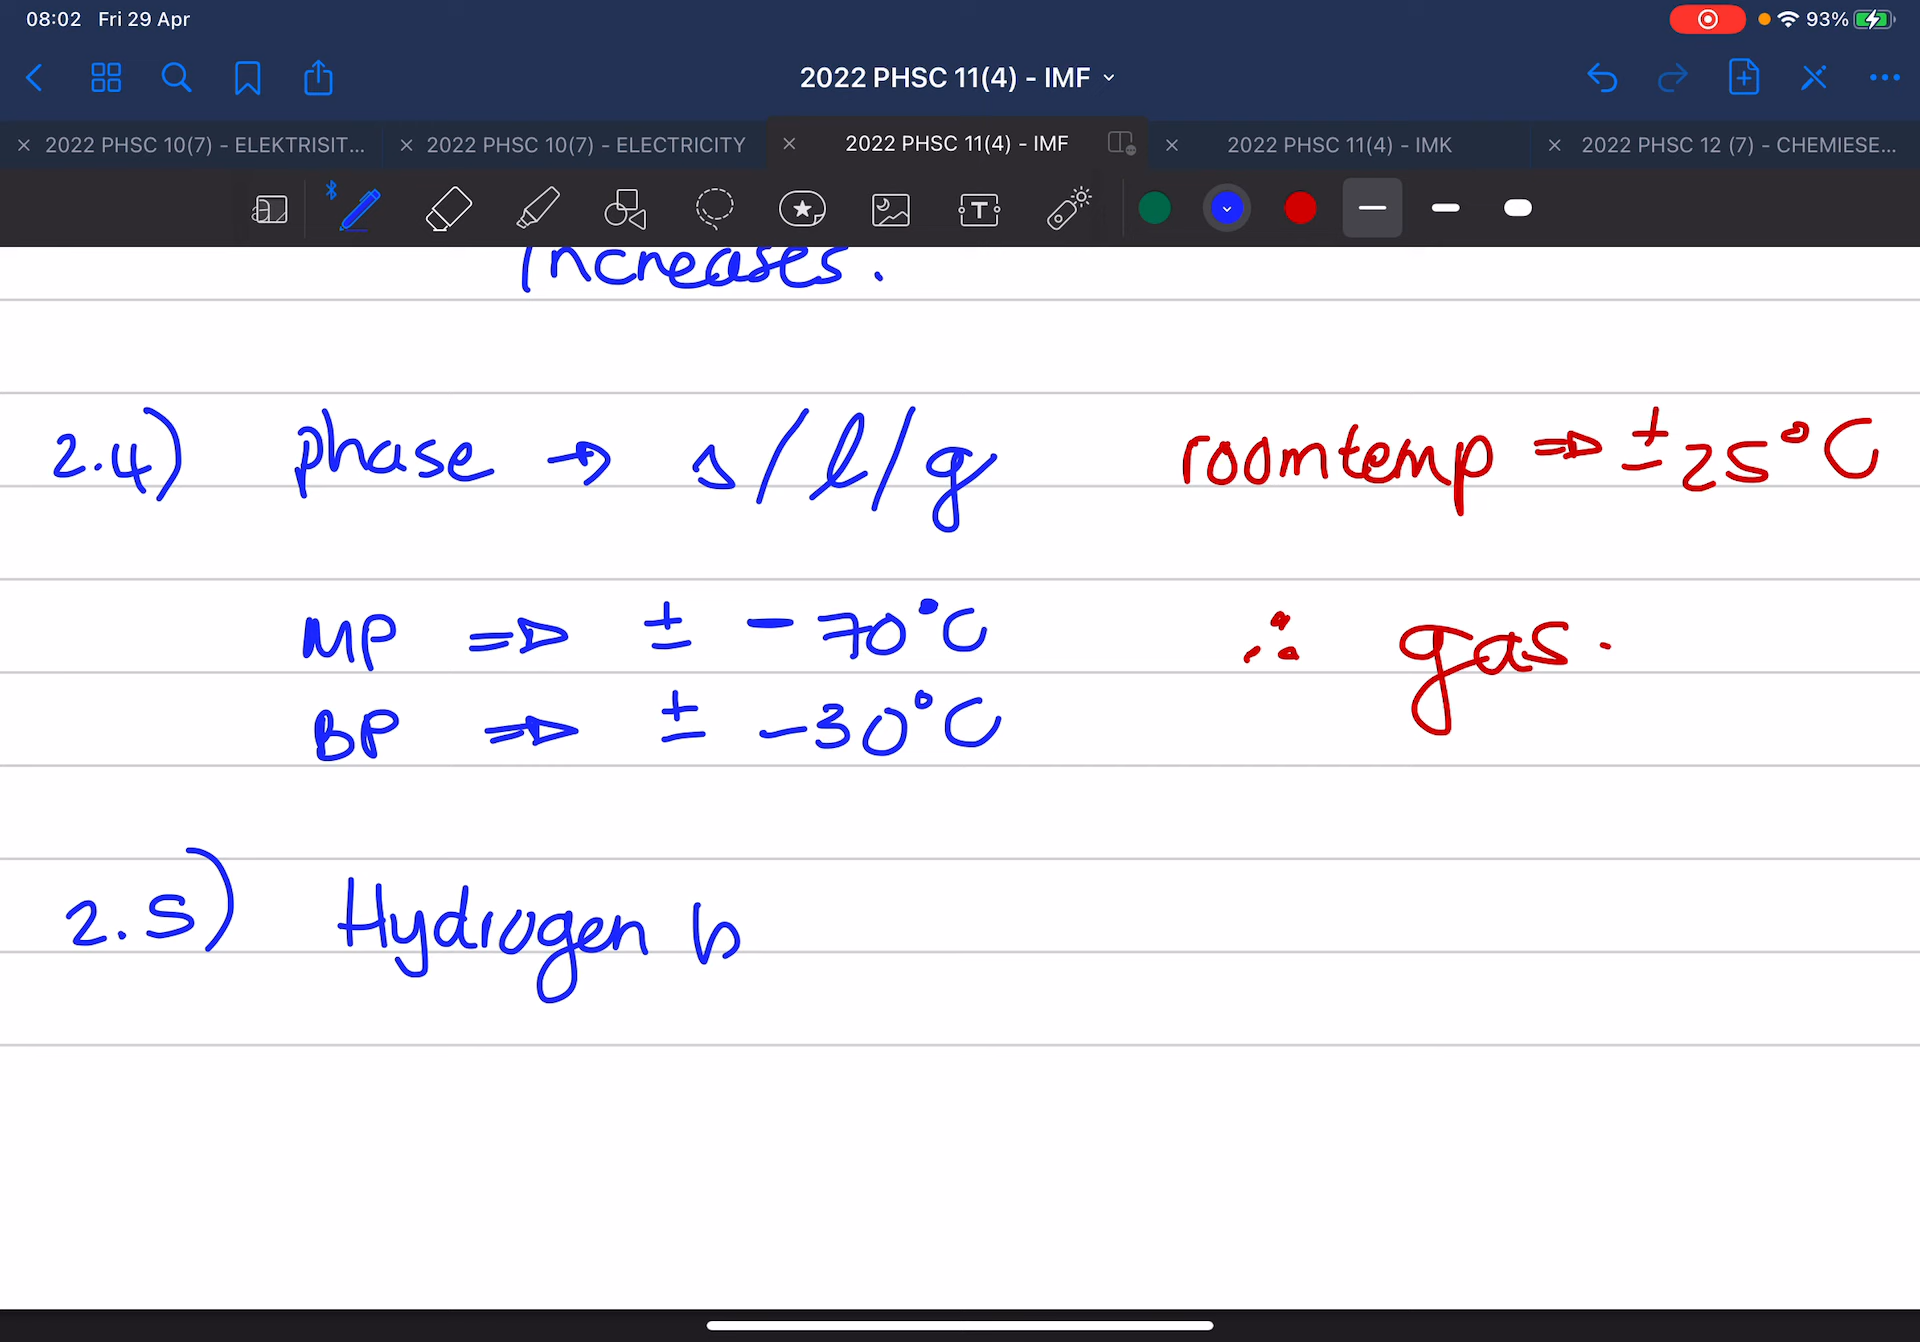 08:02 Fri 29 Apr 93%
2022 PHSC 11(4) - IMF
2022 PHSC 10(7) - ELEKTRISIT... 2022 PHSC 10(7) - ELECTRICITY 2022 PHSC 11(4) - IMF 2022 PHSC 11(4) - IMK 2022 PHSC 12 (7) - CHEMIESE...
increases.
2.4) phase → s/l/g roomtemp ⇒ ± 25°C
MP ⇒ ± -70°C ∴ gas.
BP ⇒ ± -30°C
2.5) Hydrogen b